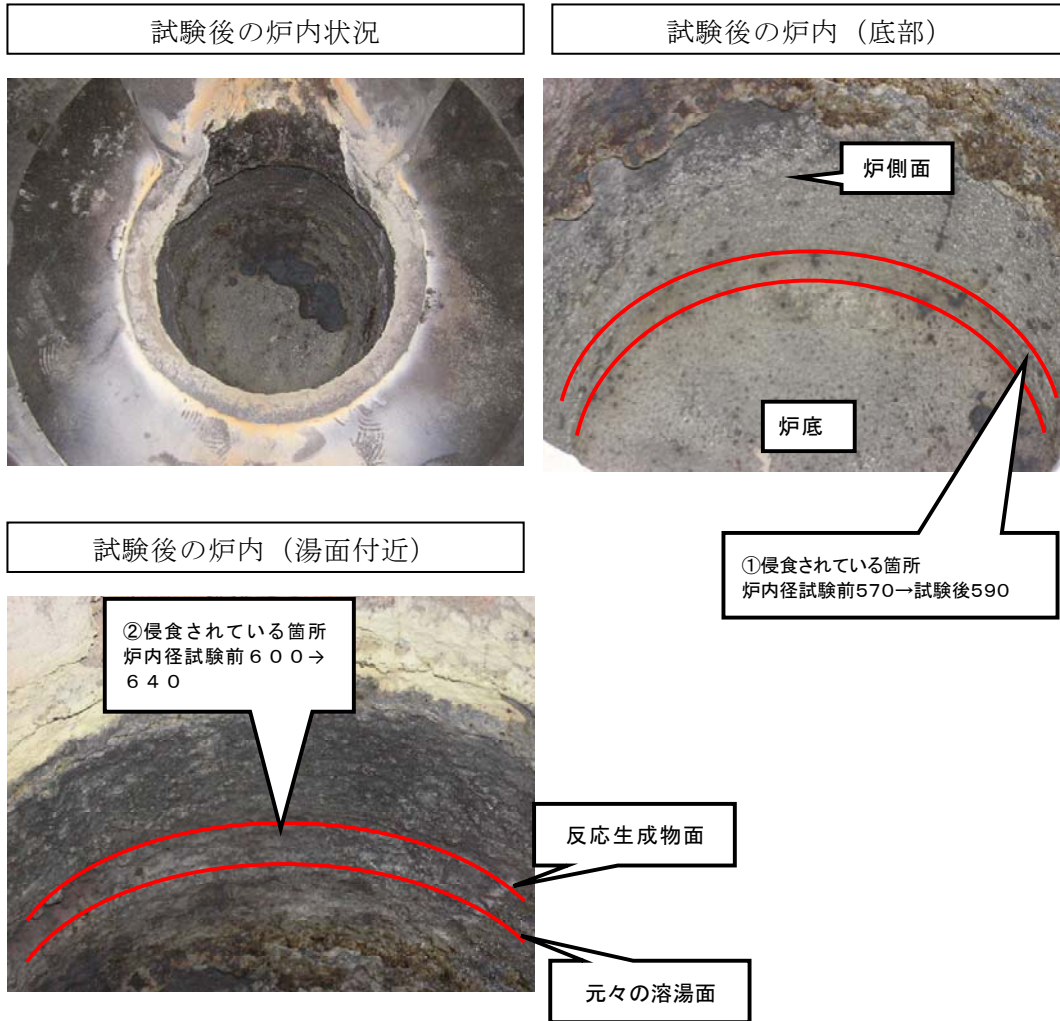 試験後の炉内状況
試験後の炉内（底部）
炉側面
炉底
①侵食されている箇所
炉内径試験前570→試験後590
試験後の炉内（湯面付近）
②侵食されている箇所
炉内径試験前６００→
６４０
反応生成物面
元々の溶湯面